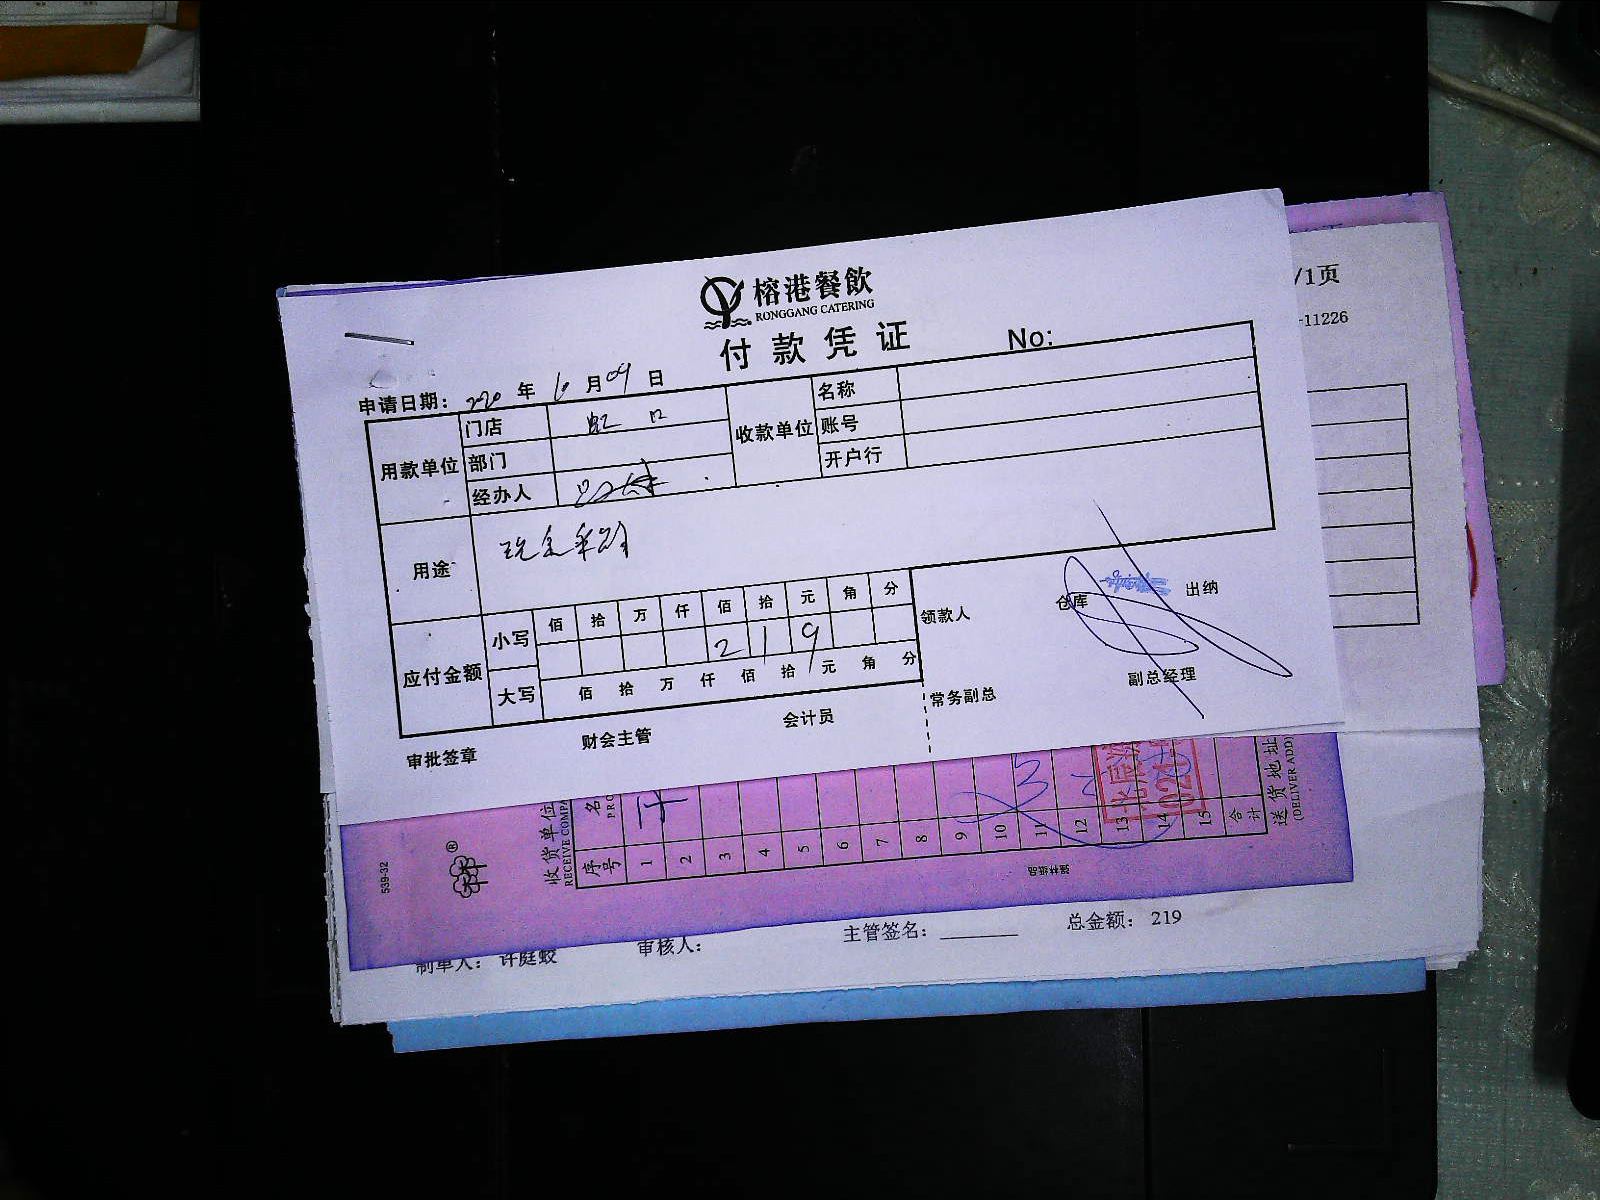 榕港餐飲
RONGGANG CATERING
付款凭证
No:
/1页
-11226
申请日期： 年 6 月 09 日
用款单位 门店 虹口 收款单位 名称
部门 账号
经办人 开户行
用途 现金采购
应付金额 小写 佰 拾 万 仟 佰 拾 元 角 分
2 1 9
大写 佰 拾 万 仟 佰 拾 元 角 分
领款人 仓库 出纳
常务副总 副总经理
审批签章 财会主管 会计员
539-32
®
收货单位
RECEIVE COMPA
序号 1 2 3 4 5 6 7 8 9 10 11 12 13 14 15 合计
名
PRO
送货地址
(DELIVER ADD)
制单人： 许庭蛟 审核人： 主管签名： 总金额： 219